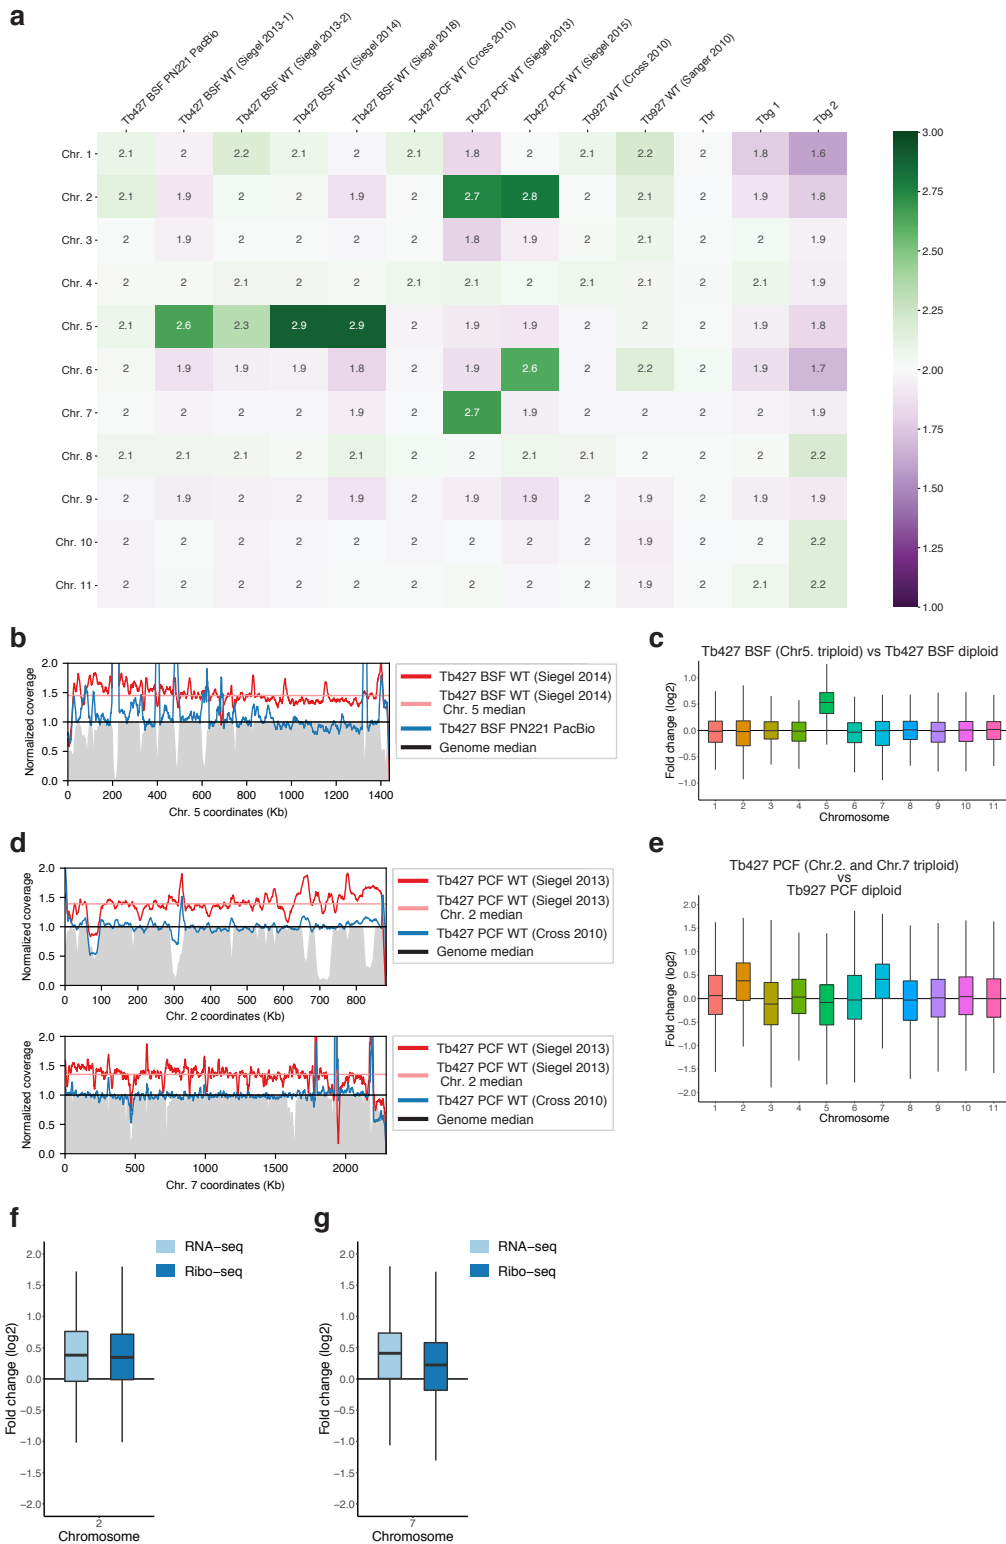 a
Tb427 BSF PN221 PacBio
Tb427 BSF WT (Siegel 2013-1)
Tb427 BSF WT (Siegel 2013-2)
Tb427 BSF WT (Siegel 2014)
Tb427 BSF WT (Siegel 2018)
Tb427 PCF WT (Cross 2010)
Tb427 PCF WT (Siegel 2013)
Tb427 PCF WT (Siegel 2015)
Tb927 WT (Cross 2010)
Tb927 WT (Sanger 2010)
Tbr
Tbg 1
Tbg 2
Chr. 1 2.1 2 2.2 2.1 2 2.1 1.8 2 2.1 2.2 2 1.8 1.6
Chr. 2 2.1 1.9 2 2 1.9 2 2.7 2.8 2 2.1 2 1.9 1.8
Chr. 3 2 1.9 2 2 2 2 1.8 1.9 2 2.1 2 2 1.9
Chr. 4 2 2 2.1 2 2 2.1 2.1 2 2.1 2.1 2 2.1 1.9
Chr. 5 2.1 2.6 2.3 2.9 2.9 2 1.9 1.9 2 2 2 1.9 1.8
Chr. 6 2 1.9 1.9 1.9 1.8 2 1.9 2.6 2 2.2 2 1.9 1.7
Chr. 7 2 2 2 2 1.9 2 2.7 1.9 2 2 2 2 1.9
Chr. 8 2.1 2.1 2.1 2 2.1 2 2 2.1 2.1 2 2 2 2.2
Chr. 9 2 1.9 2 2 1.9 2 1.9 1.9 2 1.9 2 1.9 1.9
Chr. 10 2 2 2 2 2 2 2 2 2 1.9 2 2 2.2
Chr. 11 2 2 2 2 2 2 2 2 2 1.9 2 2.1 2.2
3.00
2.75
2.50
2.25
2.00
1.75
1.50
1.25
1.00
b
Normalized coverage
2.0
1.5
1.0
0.5
0.0
0 200 400 600 800 1000 1200 1400
Chr. 5 coordinates (Kb)
Tb427 BSF WT (Siegel 2014)
Tb427 BSF WT (Siegel 2014)
Chr. 5 median
Tb427 BSF PN221 PacBio
Genome median
c
Tb427 BSF (Chr5. triploid) vs Tb427 BSF diploid
Fold change (log2)
1.0
0.5
0.0
−0.5
−1.0
1 2 3 4 5 6 7 8 9 10 11
Chromosome
d
Normalized coverage
2.0
1.5
1.0
0.5
0.0
0 100 200 300 400 500 600 700 800
Chr. 2 coordinates (Kb)
Tb427 PCF WT (Siegel 2013)
Tb427 PCF WT (Siegel 2013)
Chr. 2 median
Tb427 PCF WT (Cross 2010)
Genome median
Normalized coverage
2.0
1.5
1.0
1.5
0.0
0 500 1000 1500 2000
Chr. 7 coordinates (Kb)
Tb427 PCF WT (Siegel 2013)
Tb427 PCF WT (Siegel 2013)
Chr. 2 median
Tb427 PCF WT (Cross 2010)
Genome median
e
Tb427 PCF (Chr.2. and Chr.7 triploid)
vs
Tb927 PCF diploid
Fold change (log2)
2.0
1.5
1.0
0.5
0.0
−0.5
−1.0
−1.5
−2.0
1 2 3 4 5 6 7 8 9 10 11
Chromosome
f
Fold change (log2)
2.0
1.5
1.0
0.5
0.0
−0.5
−1.0
−1.5
−2.0
2
Chromosome
RNA−seq
Ribo−seq
g
Fold change (log2)
2.0
1.5
1.0
0.5
0.0
−0.5
−1.0
−1.5
−2.0
7
Chromosome
RNA−seq
Ribo−seq